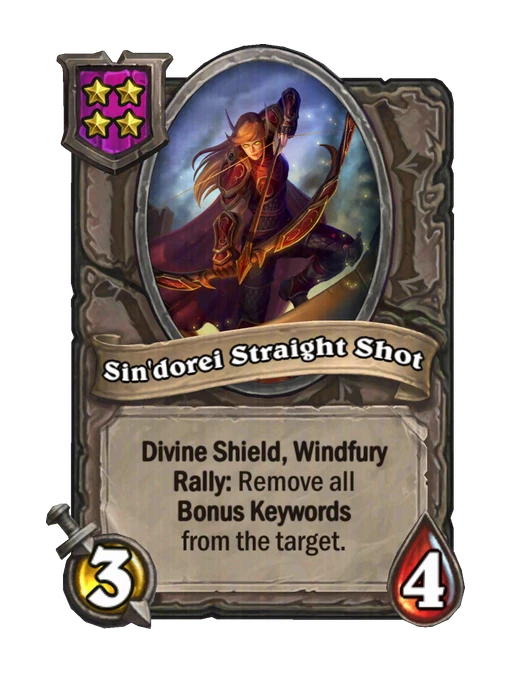 Sin'dorei Straight Shot
Divine Shield, Windfury
Rally: Remove all
Bonus Keywords
from the target.
3
4